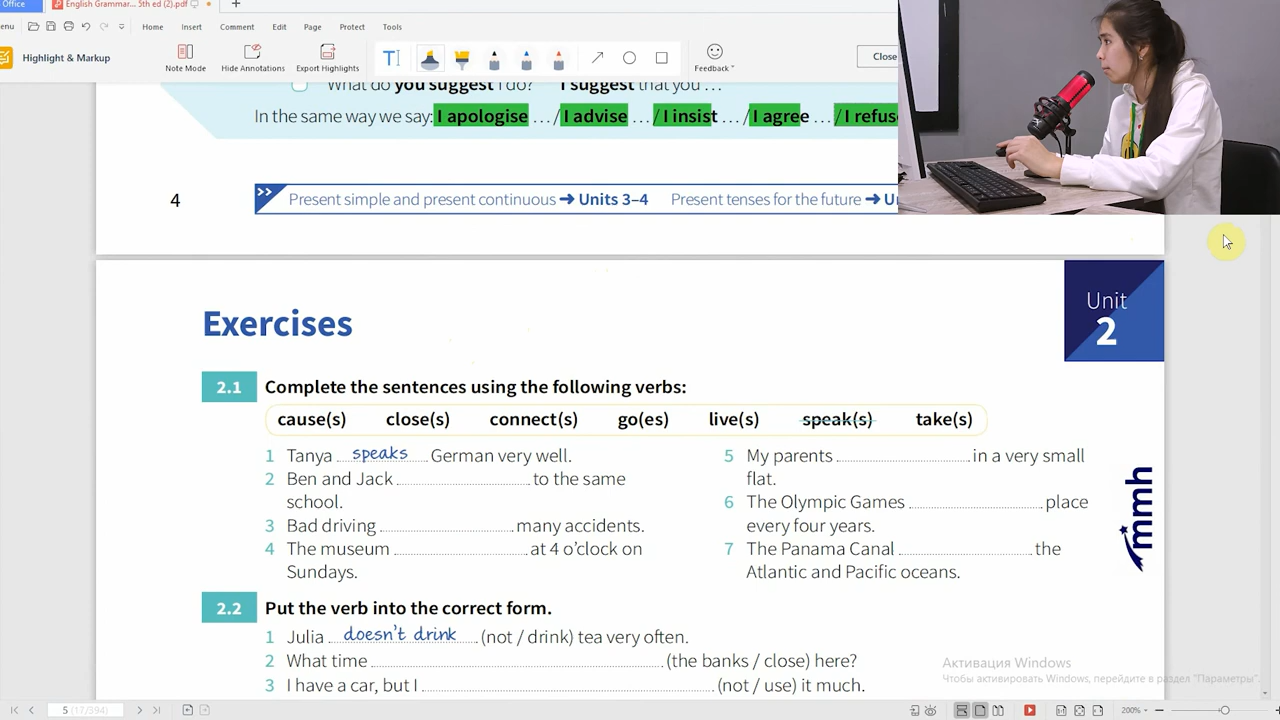 Office
English Grammar... 5th ed (2).pdf
Home Insert Comment Edit Page Protect Tools
Highlight & Markup
Note Mode Hide Annotations Export Highlights Feedback Close
What do you suggest I do? I suggest that you …
In the same way we say: I apologise … / I advise … / I insist … / I agree … / I refus
4
Present simple and present continuous → Units 3–4 Present tenses for the future →
Exercises
Unit
2
2.1 Complete the sentences using the following verbs:
cause(s) close(s) connect(s) go(es) live(s) speak(s) take(s)
1 Tanya speaks German very well.
2 Ben and Jack to the same
school.
3 Bad driving many accidents.
4 The museum at 4 o'clock on
Sundays.
5 My parents in a very small
flat.
6 The Olympic Games place
every four years.
7 The Panama Canal the
Atlantic and Pacific oceans.
mmh
2.2 Put the verb into the correct form.
1 Julia doesn't drink (not / drink) tea very often.
2 What time (the banks / close) here?
3 I have a car, but I (not / use) it much.
Активация Windows
Чтобы активировать Windows, перейдите в раздел "Параметры".
5 (17/394)
200%